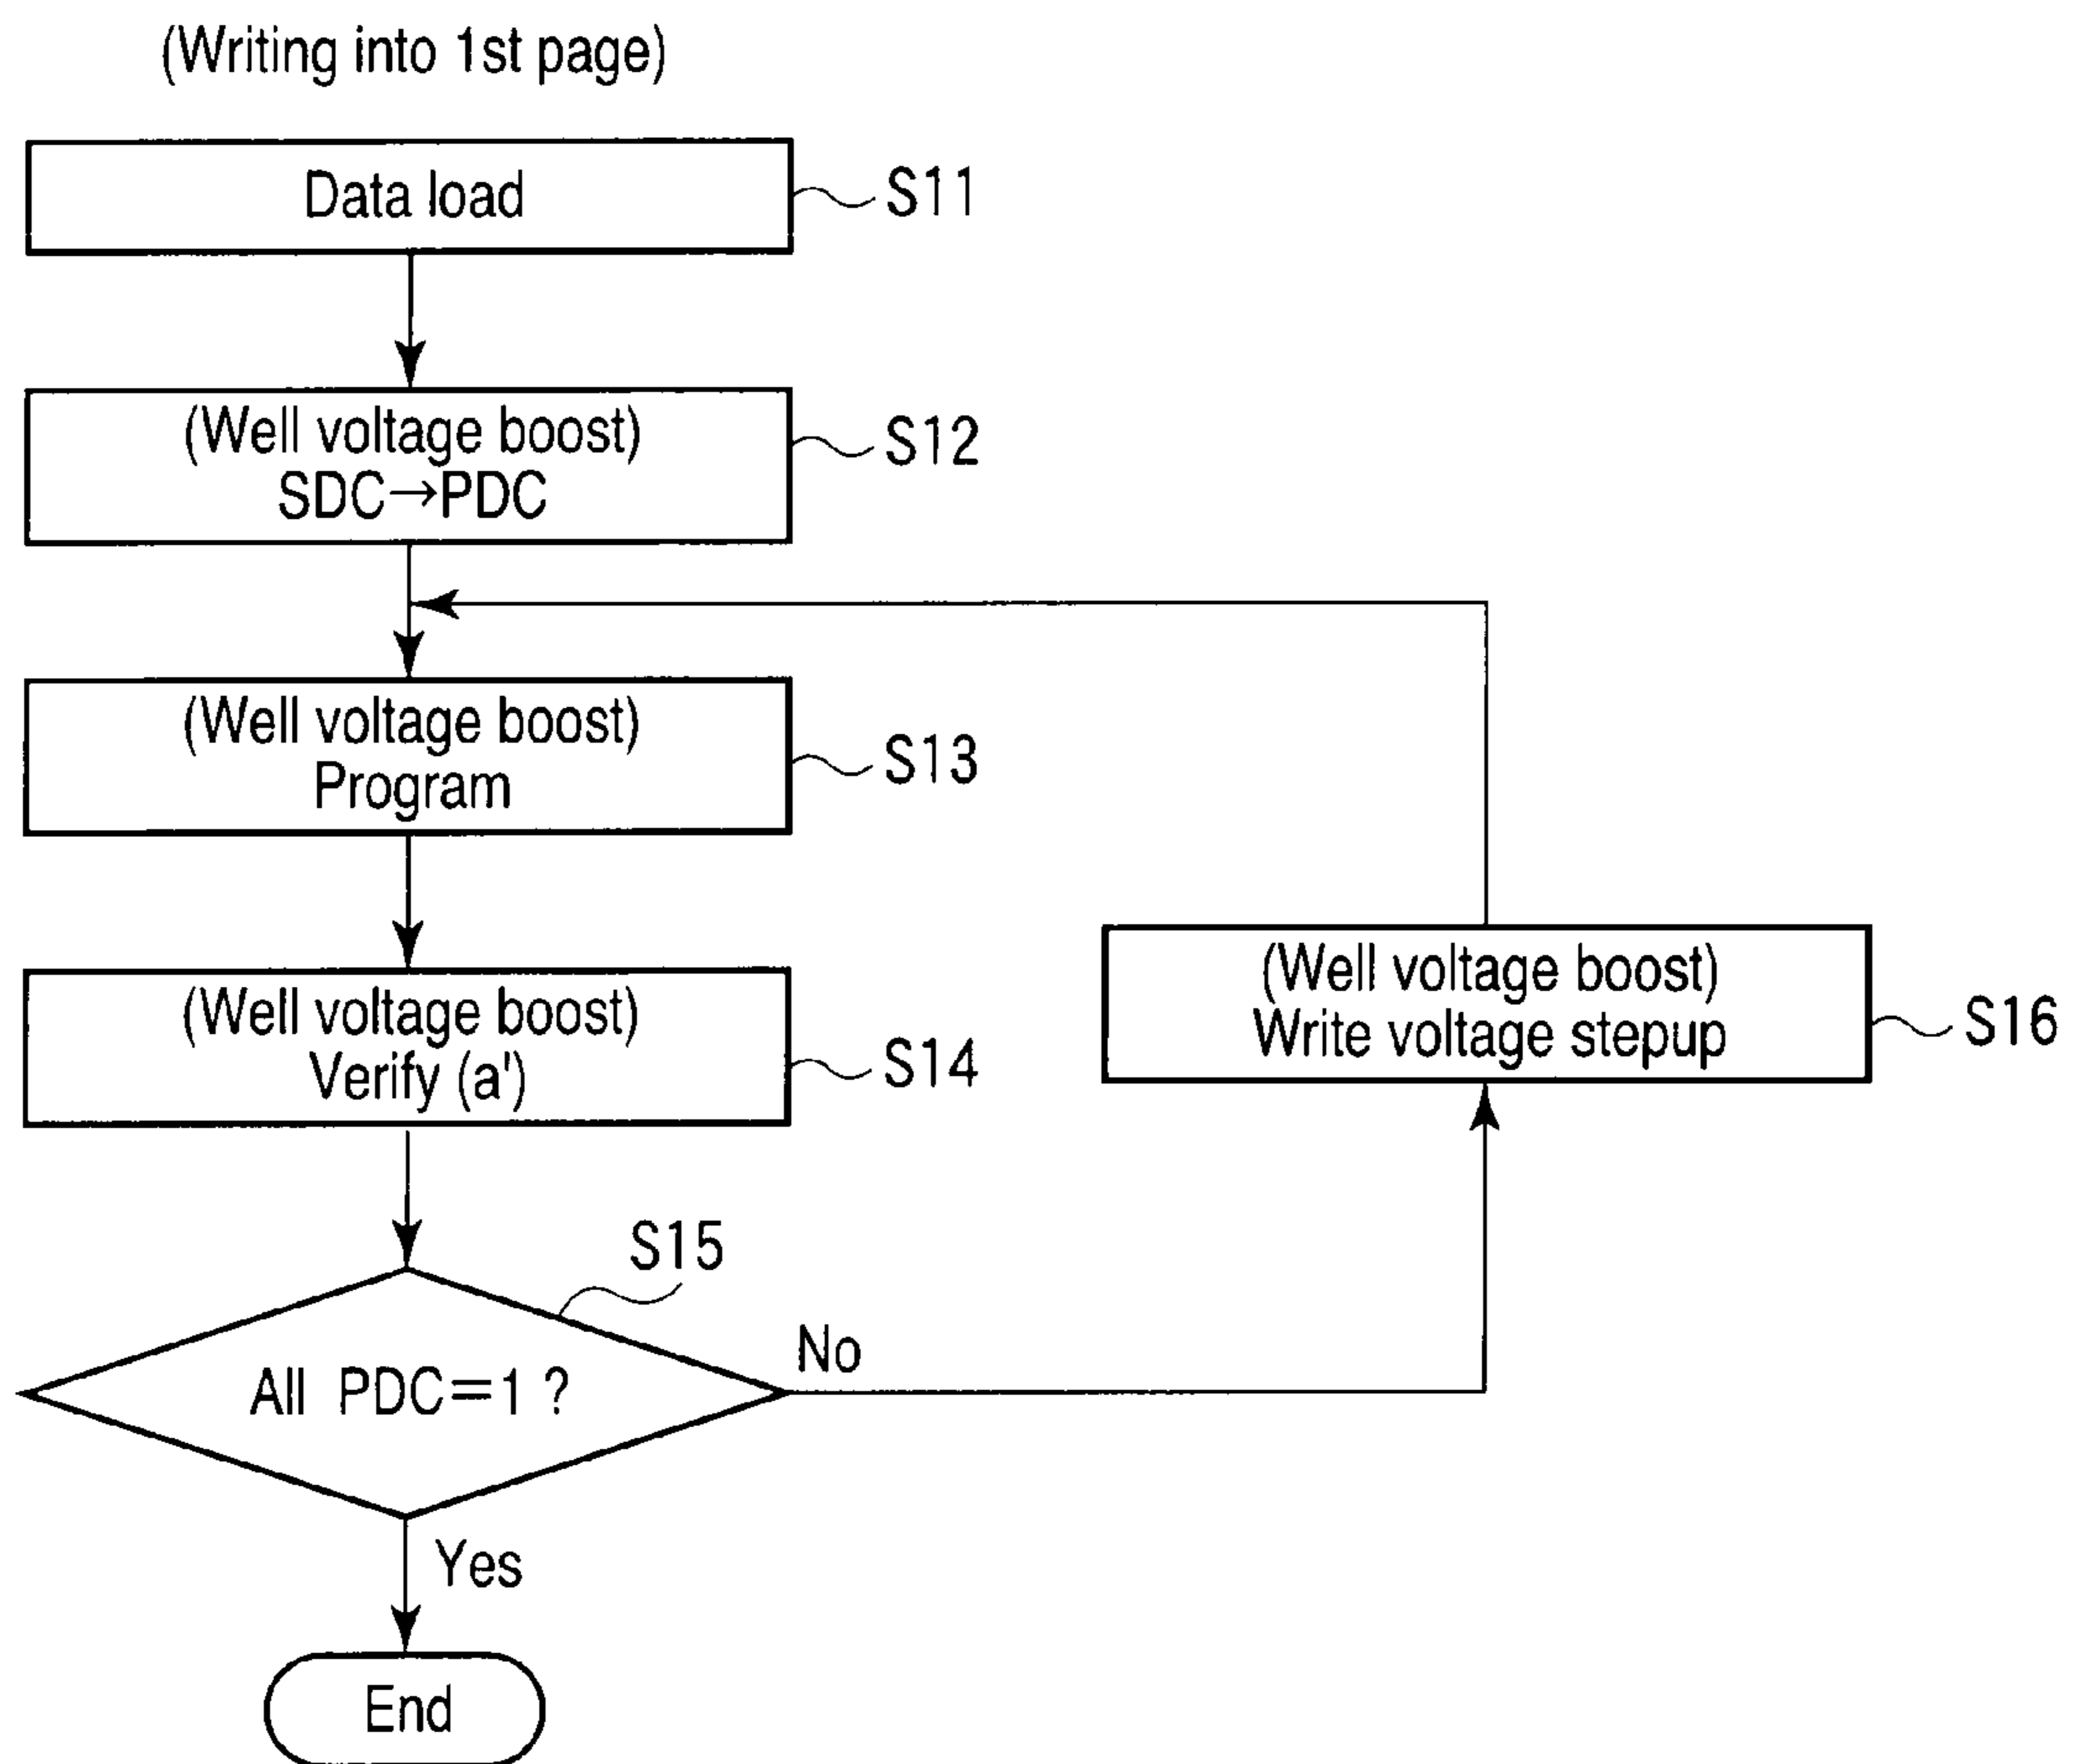 (Writing into 1st page)
Data load
S11
(Well voltage boost)
SDC→PDC
S12
(Well voltage boost)
Program
S13
(Well voltage boost)
Verify (a')
S14
(Well voltage boost)
Write voltage stepup
S16
S15
All PDC=1 ?
No
Yes
End